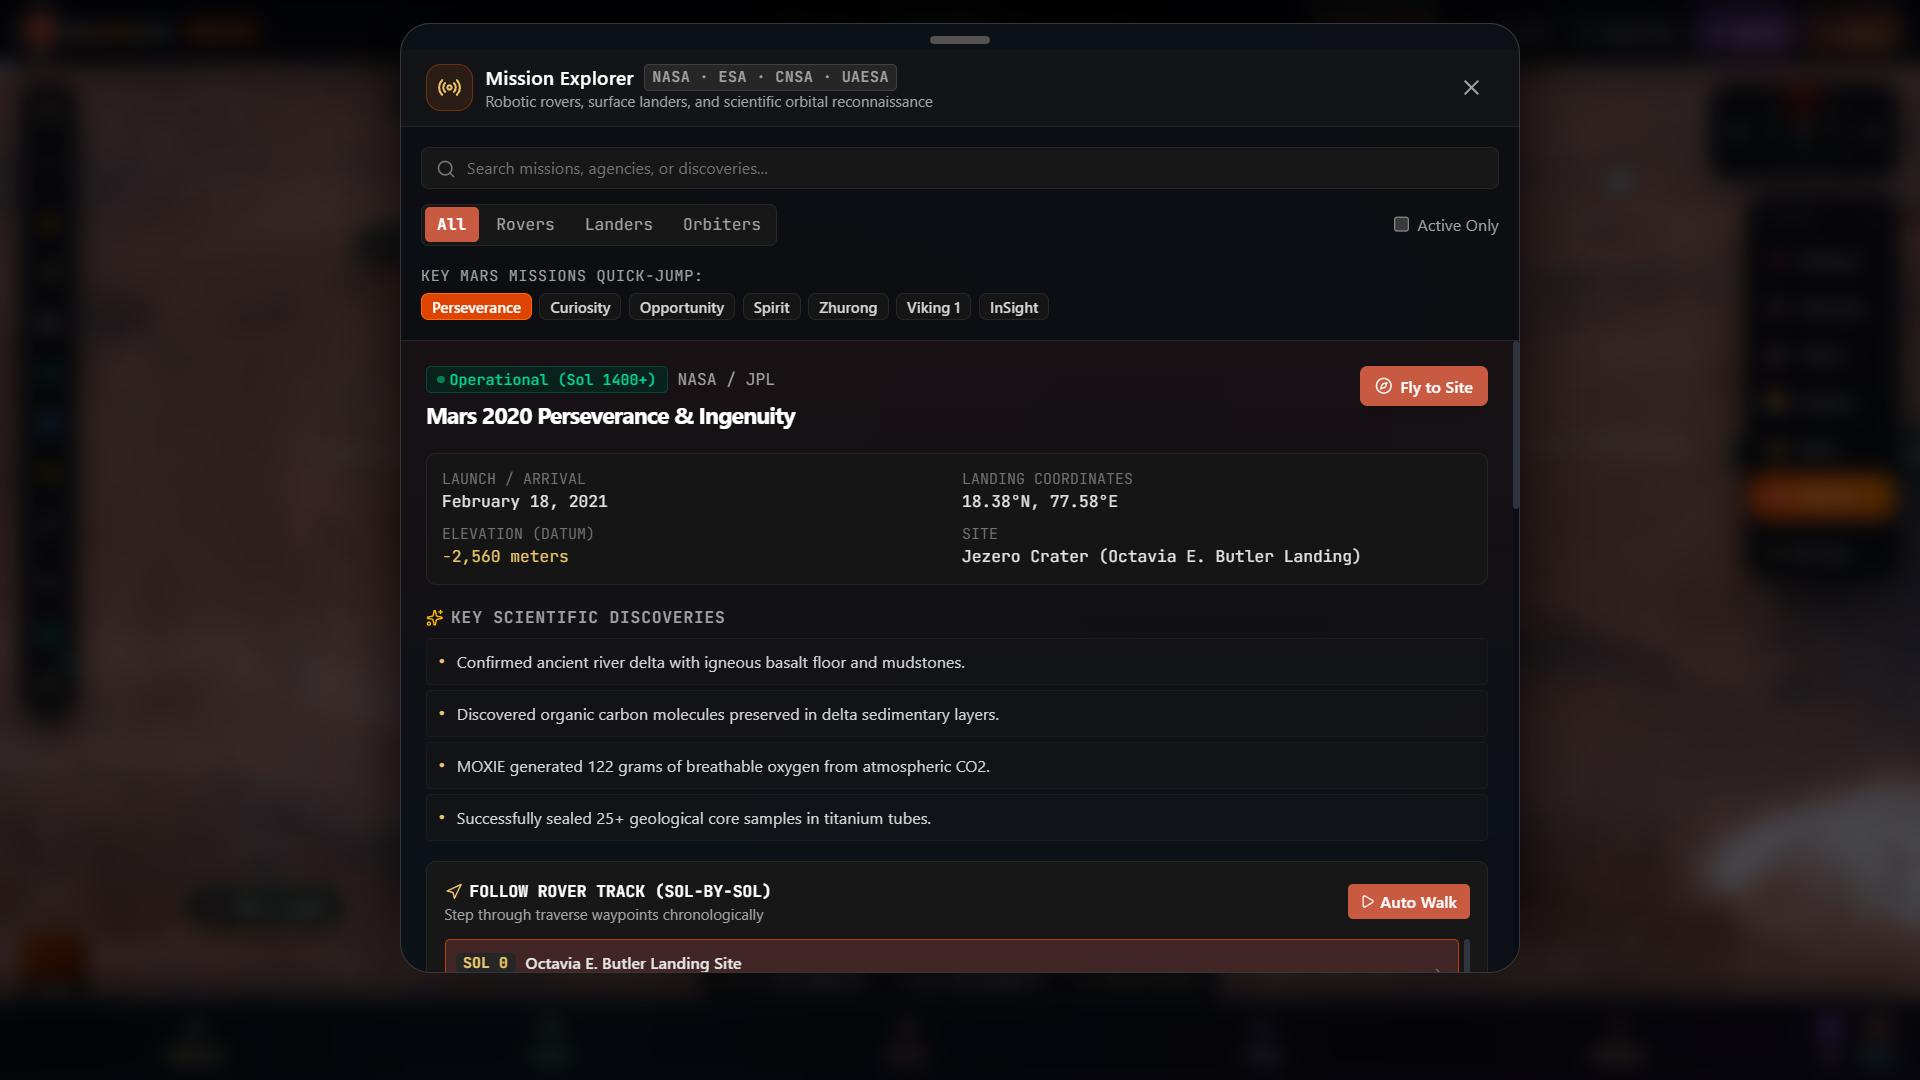 Mission Explorer
NASA · ESA · CNSA · UAESA
Robotic rovers, surface landers, and scientific orbital reconnaissance
Search missions, agencies, or discoveries...
All
Rovers
Landers
Orbiters
Active Only
KEY MARS MISSIONS QUICK-JUMP:
Perseverance
Curiosity
Opportunity
Spirit
Zhurong
Viking 1
InSight
Operational (Sol 1400+)
NASA / JPL
Fly to Site
Mars 2020 Perseverance & Ingenuity
LAUNCH / ARRIVAL
February 18, 2021
LANDING COORDINATES
18.38°N, 77.58°E
ELEVATION (DATUM)
-2,560 meters
SITE
Jezero Crater (Octavia E. Butler Landing)
KEY SCIENTIFIC DISCOVERIES
• Confirmed ancient river delta with igneous basalt floor and mudstones.
• Discovered organic carbon molecules preserved in delta sedimentary layers.
• MOXIE generated 122 grams of breathable oxygen from atmospheric CO2.
• Successfully sealed 25+ geological core samples in titanium tubes.
FOLLOW ROVER TRACK (SOL-BY-SOL)
Step through traverse waypoints chronologically
Auto Walk
SOL 0
Octavia E. Butler Landing Site